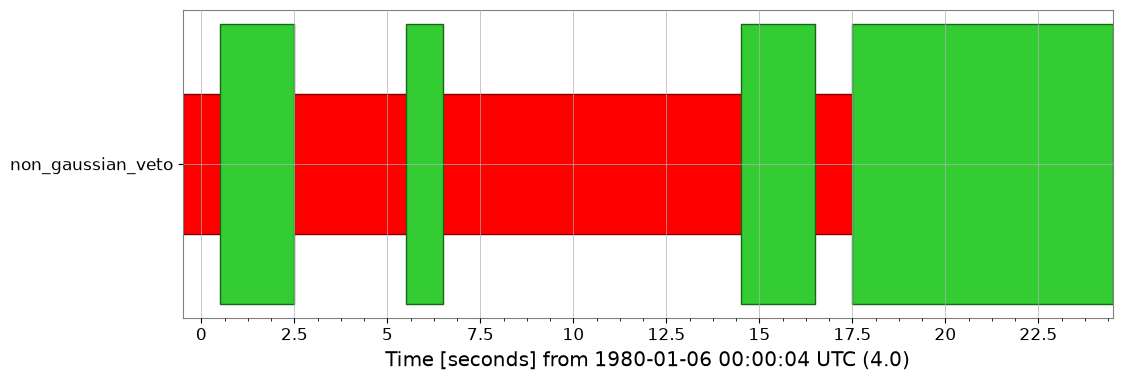 non_gaussian_veto
0 2.5 5 7.5 10 12.5 15 17.5 20 22.5
Time [seconds] from 1980-01-06 00:00:04 UTC (4.0)